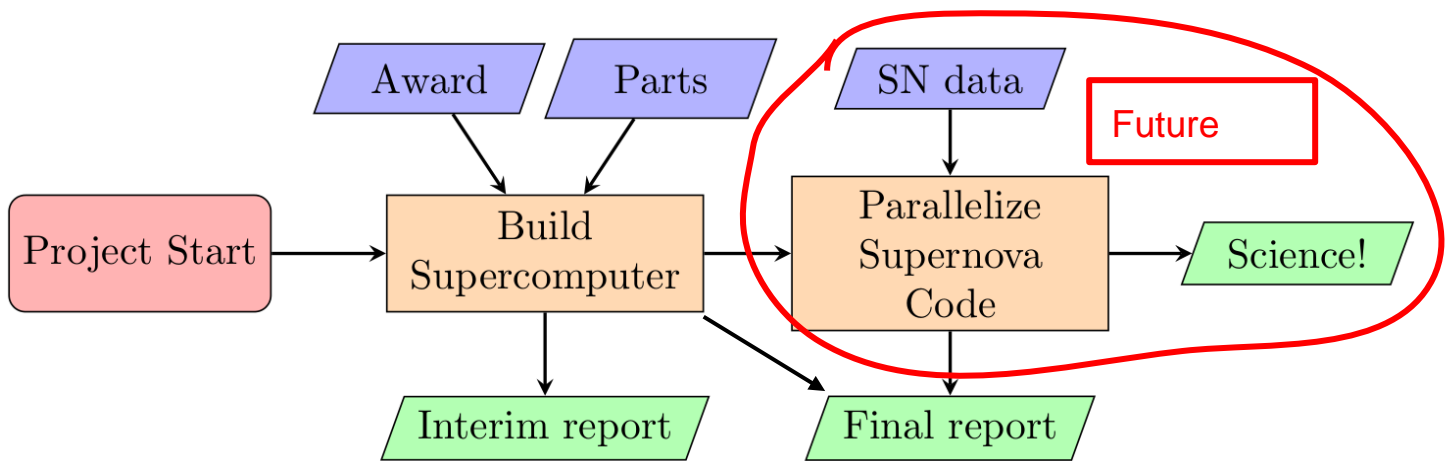 Award
Parts
SN data
Future
Project Start
Build
Supercomputer
Parallelize
Supernova
Code
Science!
Interim report
Final report